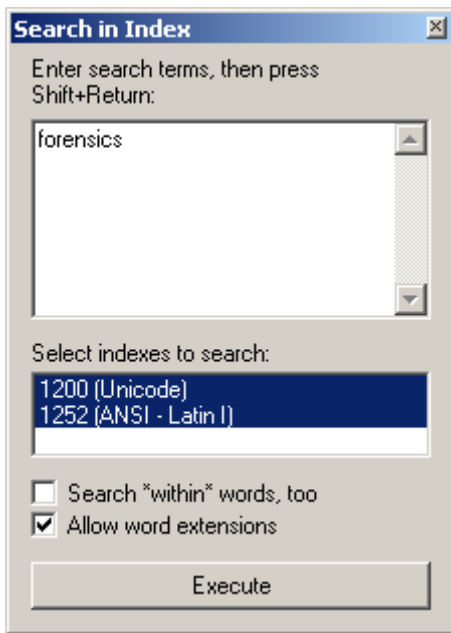 Search in Index
Enter search terms, then press
Shift+Return:
forensics
Select indexes to search:
1200 (Unicode)
1252 (ANSI - Latin I)
Search *within* words, too
Allow word extensions
Execute